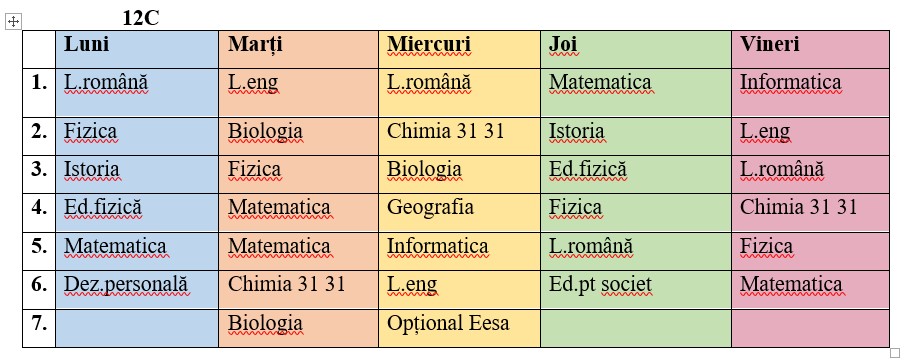 12C
Luni Marți Miercuri Joi Vineri
1. L.română L.eng L.română Matematica Informatica
2. Fizica Biologia Chimia 31 31 Istoria L.eng
3. Istoria Fizica Biologia Ed.fizică L.română
4. Ed.fizică Matematica Geografia Fizica Chimia 31 31
5. Matematica Matematica Informatica L.română Fizica
6. Dez.personală Chimia 31 31 L.eng Ed.pt societ Matematica
7. Biologia Opțional Eesa